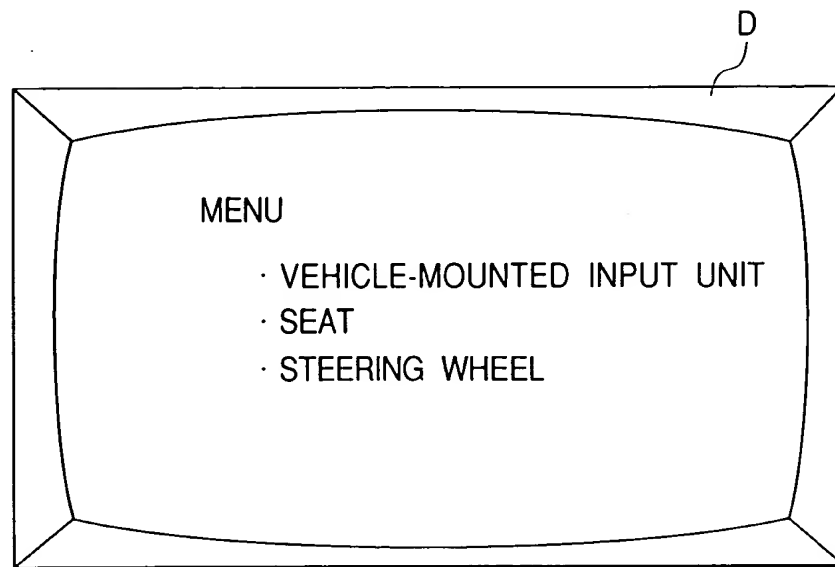 D
MENU
· VEHICLE-MOUNTED INPUT UNIT
· SEAT
· STEERING WHEEL